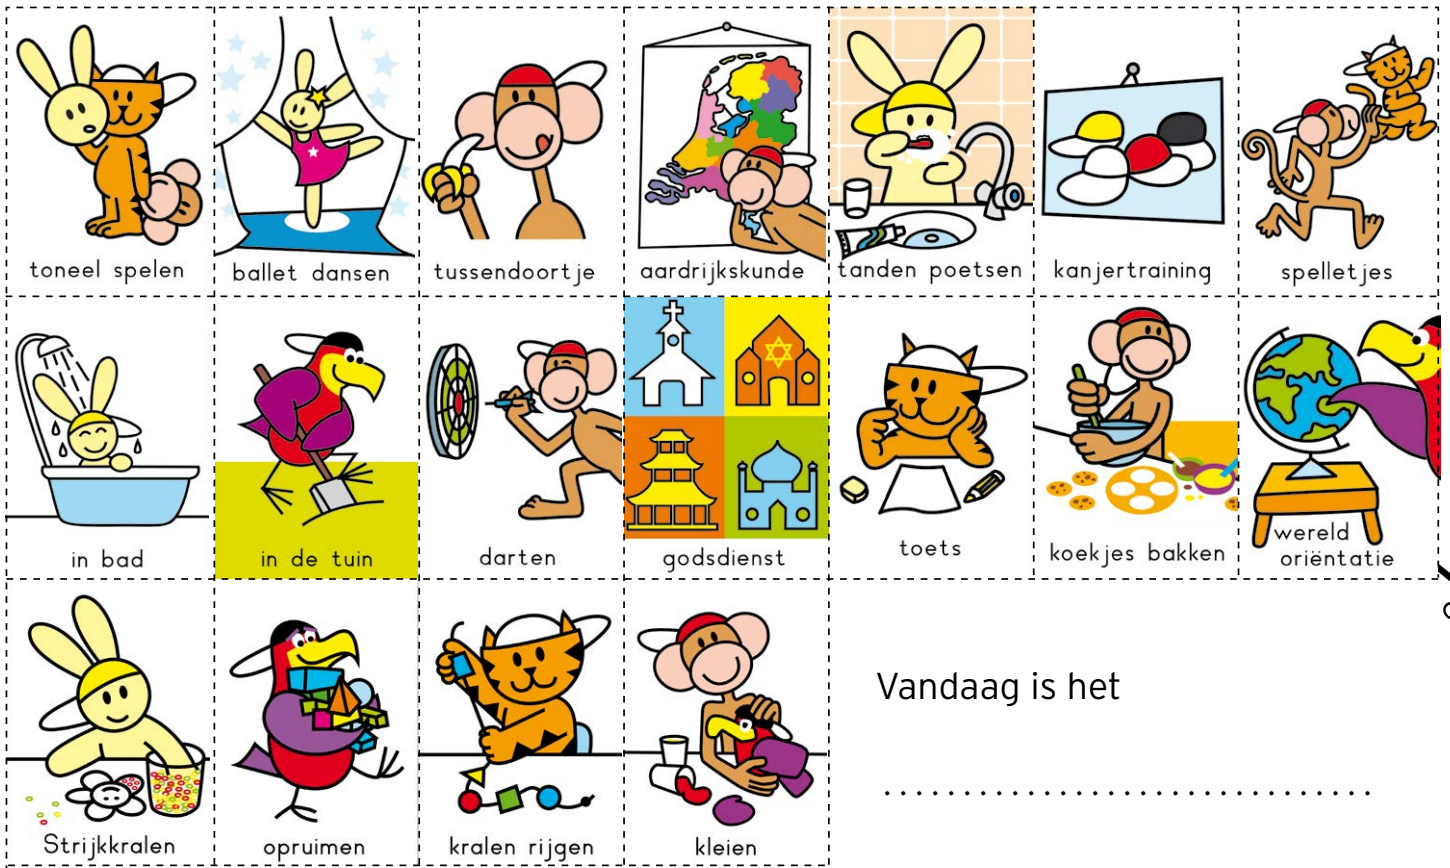 toneel spelen
ballet dansen
tussendoortje
aardrijkskunde
tanden poetsen
kanjertraining
spelletjes
in bad
in de tuin
darten
godsdienst
toets
koekjes bakken
wereld
oriëntatie
Strijkkralen
opruimen
kralen rijgen
kleien
Vandaag is het
................................